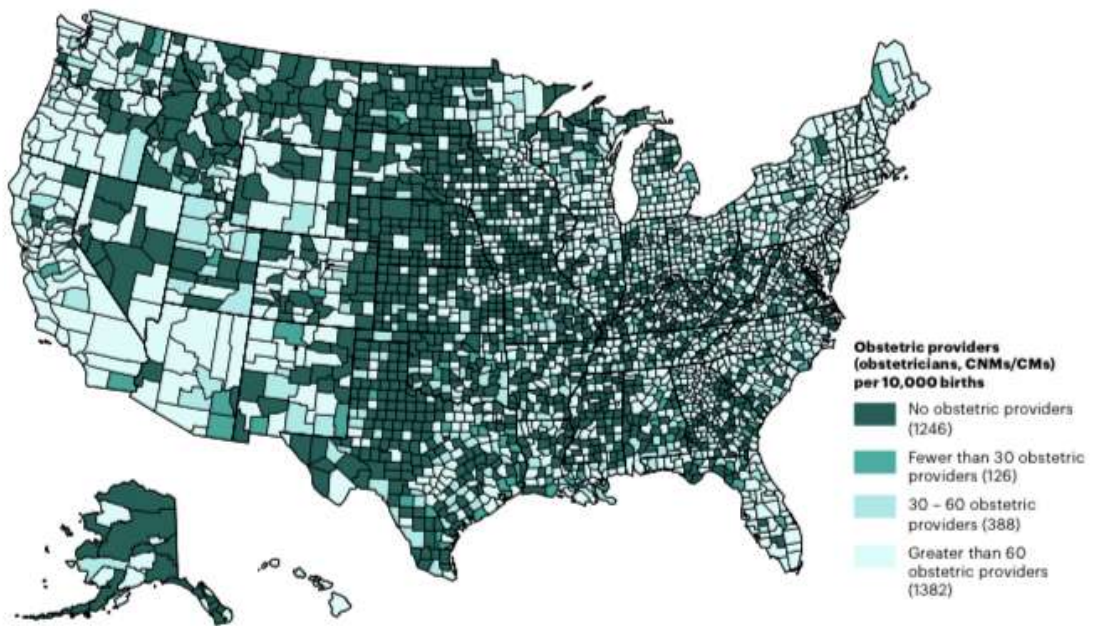 Obstetric providers
(obstetricians, CNMs/CMs)
per 10,000 births
No obstetric providers
(1246)
Fewer than 30 obstetric
providers (126)
30 – 60 obstetric
providers (388)
Greater than 60
obstetric providers
(1382)